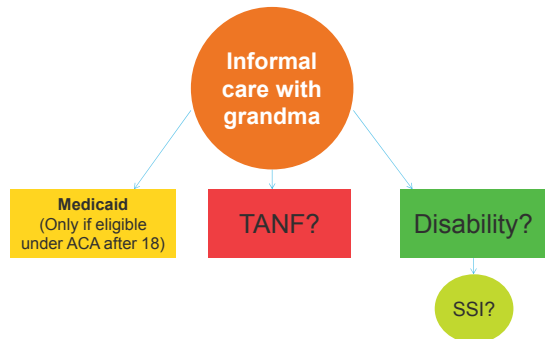 Informal
care with
grandma
Medicaid
(Only if eligible
under ACA after 18)
TANF?
Disability?
SSI?